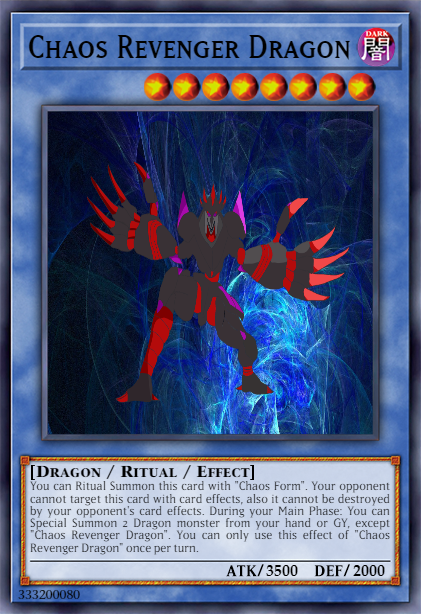 Chaos Revenger Dragon
DARK
闇
[Dragon / Ritual / Effect]
You can Ritual Summon this card with "Chaos Form". Your opponent
cannot target this card with card effects, also it cannot be destroyed
by your opponent's card effects. During your Main Phase: You can
Special Summon 2 Dragon monster from your hand or GY, except
"Chaos Revenger Dragon". You can only use this effect of "Chaos
Revenger Dragon" once per turn.
ATK/3500 DEF/2000
333200080